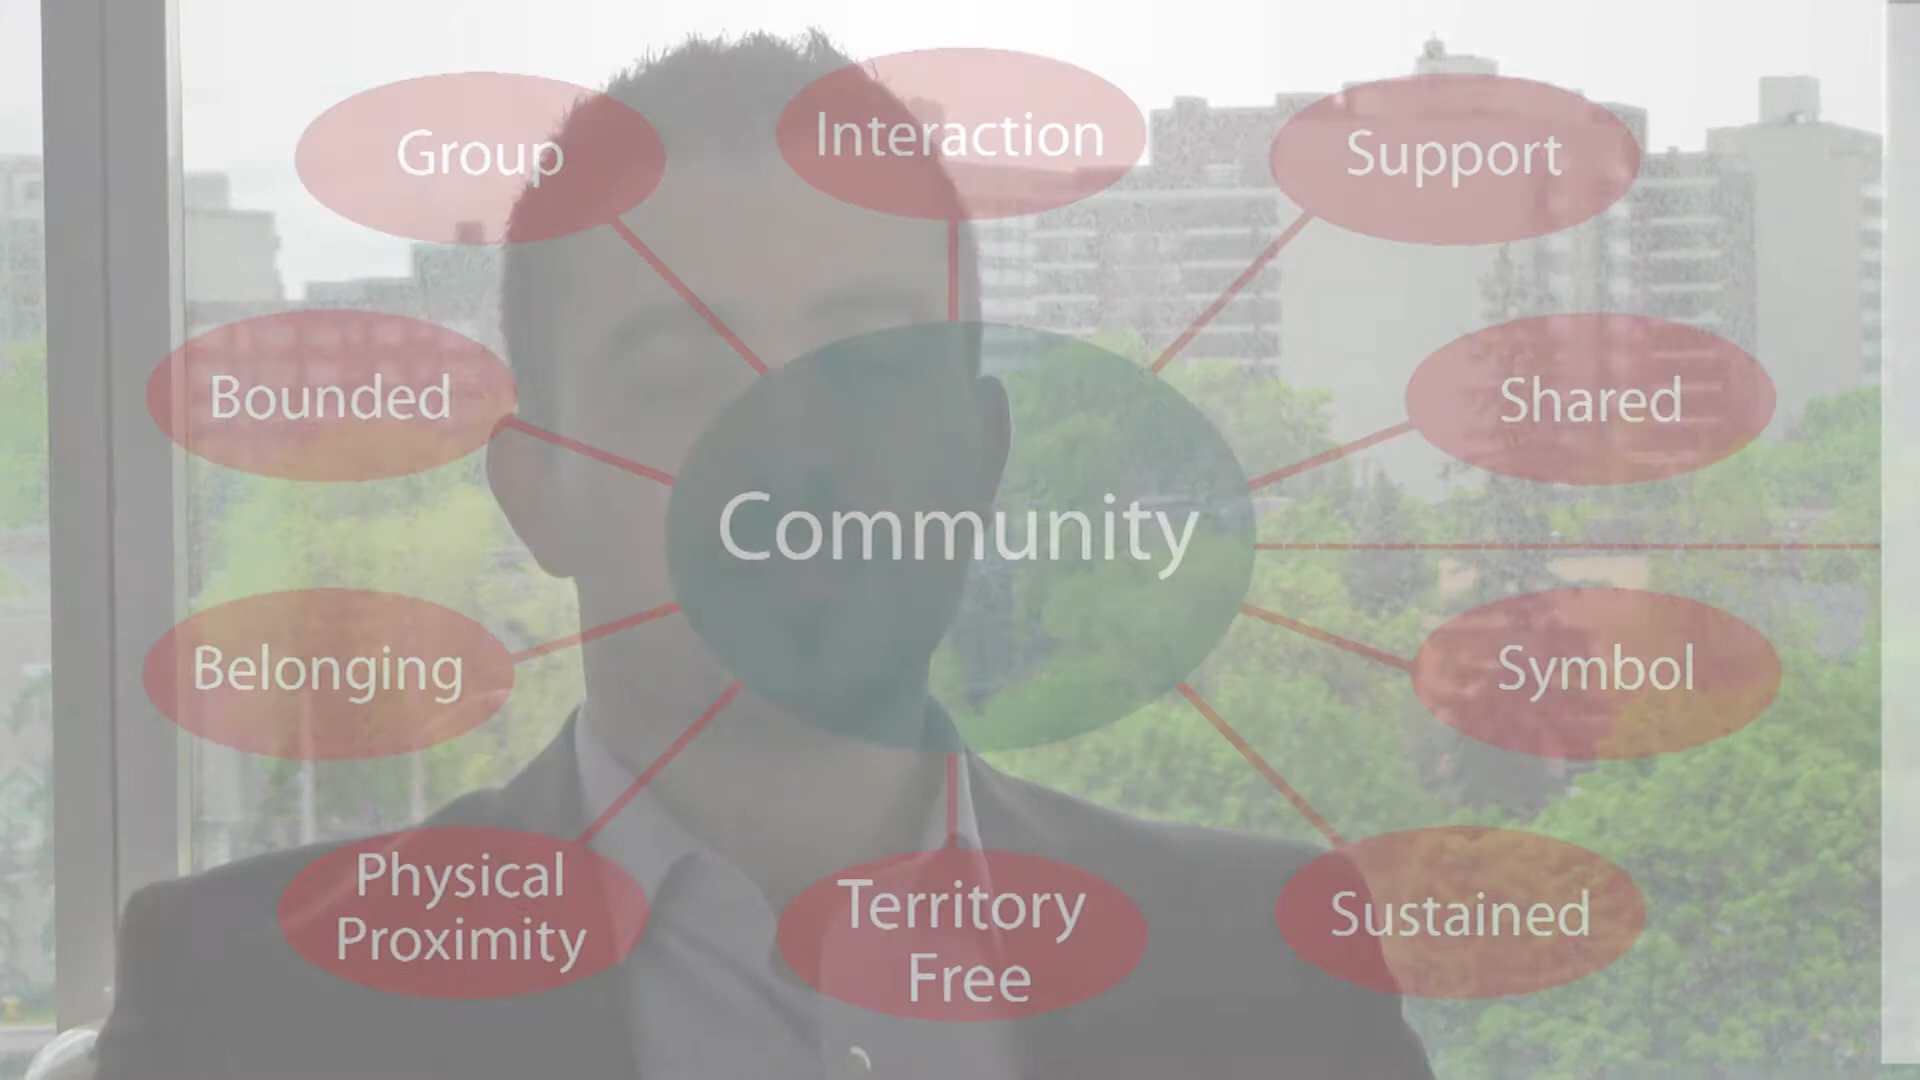 Group
Interaction
Support
Bounded
Shared
Community
Belonging
Symbol
Physical
Proximity
Territory
Free
Sustained